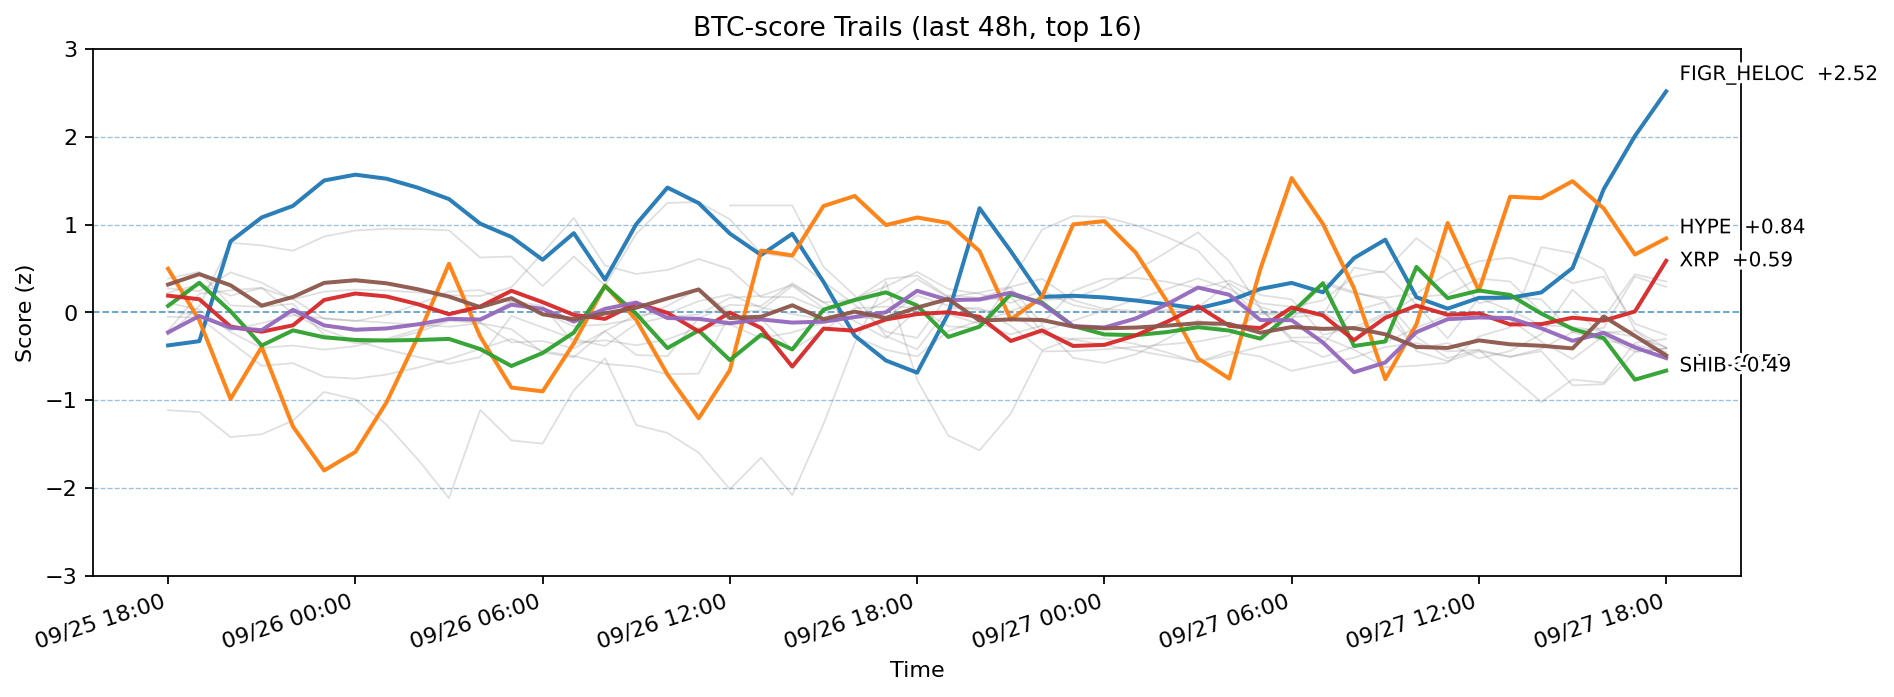 BTC-score Trails (last 48h, top 16)
3
FIGR_HELOC +2.52
2
1
HYPE +0.84
XRP +0.59
0
SHIB
0.49
−1
−2
−3
Score (z)
09/25 18:00
09/26 00:00
09/26 06:00
09/26 12:00
09/26 18:00
09/27 00:00
09/27 06:00
09/27 12:00
09/27 18:00
Time